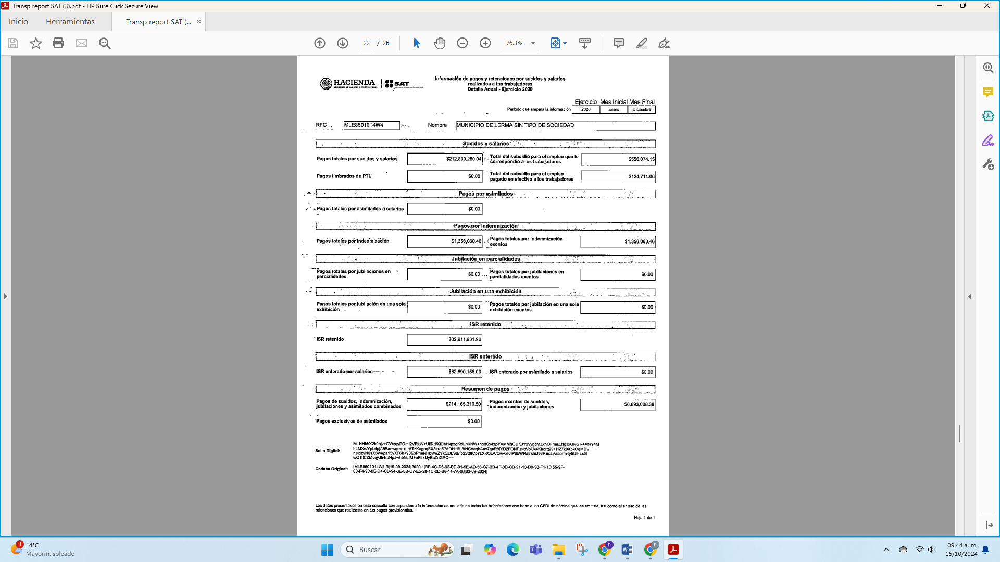 Transp report SAT (3).pdf - HP Sure Click Secure View
Inicio Herramientas Transp report SAT (...
22 / 26 76.3%
HACIENDA SAT
SECRETARÍA DE HACIENDA Y CRÉDITO PÚBLICO
Información de pagos y retenciones por sueldos y salarios
realizados a tus trabajadores
Detalle Anual - Ejercicio 2020
Ejercicio Mes Inicial Mes Final
Periodo que ampara la información 2020 Enero Diciembre
RFC MLE8501014W4 Nombre MUNICIPIO DE LERMA SIN TIPO DE SOCIEDAD
Sueldos y salarios
Pagos totales por sueldos y salarios $212,809,250.04 Total del subsidio para el empleo que le correspondió a los trabajadores $556,074.15
Pagos timbrados de PTU $0.00 Total del subsidio para el empleo pagado en efectivo a los trabajadores $124,711.06
Pagos por asimilados
Pagos totales por asimilados a salarios $0.00
Pagos por Indemnización
Pagos totales por indenmización $1,356,060.46 Pagos totales por indemnización exentos $1,356,060.46
Jubilación en parcialidades
Pagos totales por jubilaciones en parcialidades $0.00 Pagos totales por jubilaciones en parcialidades exentos $0.00
Jubilación en una exhibición
Pagos totales por jubilación en una sola exhibición $0.00 Pagos totales por jubilación en una sola exhibición exentos $0.00
ISR retenido
ISR retenido $32,911,931.90
ISR enterado
ISR enterado por salarios $32,890,156.00 ISR enterado por asimilado a salarios $0.00
Resumen de pagos
Pagos de sueldos, indemnización, jubilaciones y asimilados combinados $214,165,310.50 Pagos exentos de sueldos, indemnización y jubilaciones $6,893,008.38
Pagos exclusivos de asimilados $0.00
Sello Digital:
Cadena Original: |MLE8501014W4|R|19-09-2024|2020|1|BE-4C-D6-92-BD-31-5E-AD-56-C7-BB-4F-0D-CB-21-13-D8-93-F1-1B|55-9F-
00-F4-90-0E-D4-CB-94-3E-8B-C7-E5-28-1C-2D-B8-14-7A-06|03-09-2024|
Los datos presentados en esta consulta corresponden a la información acumulada de todos tus trabajadores con base a los CFDI de nómina que les emitiste, así como al entero de las
retenciones que realizaste en tus pagos provisionales.
Hoja 1 de 1
1
14°C
Mayorm. soleado
Buscar
D
P
09:44 a. m.
15/10/2024